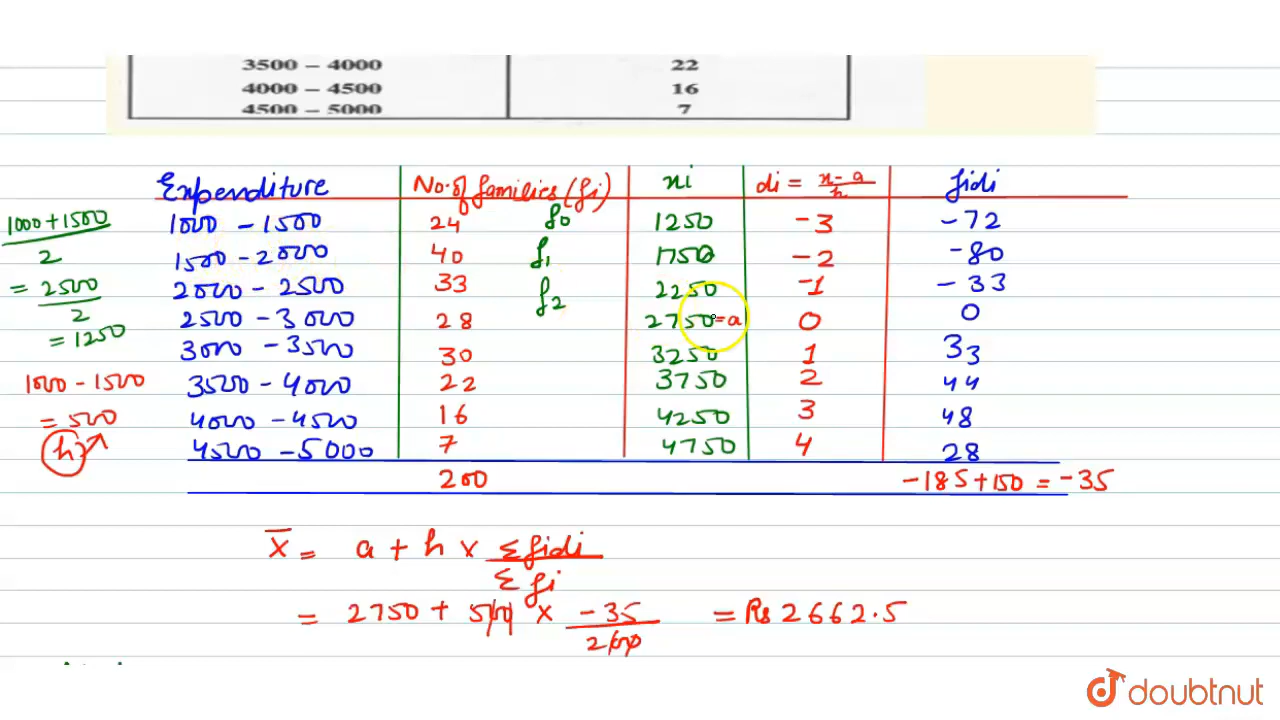 3500 – 4000 22
4000 – 4500 16
4500 – 5000 7
Expenditure No. of families (fi) xi di = x-a/h fidi
1000 + 1500 / 2 1000 - 1500 24 f0 1250 -3 -72
= 2500 / 2 1500 - 2000 40 f1 1750 -2 -80
= 1250 2000 - 2500 33 f2 2250 -1 -33
2500 - 3000 28 2750 = a 0 0
3000 - 3500 30 3250 1 33
1000 - 1500 3500 - 4000 22 3750 2 44
= 500 4000 - 4500 16 4250 3 48
h 4500 - 5000 7 4750 4 28
200 -185 + 150 = -35
x̄ = a + h × Σfidi / Σfi
= 2750 + 500 × -35 / 200 = Rs 2662.5
doubtnut